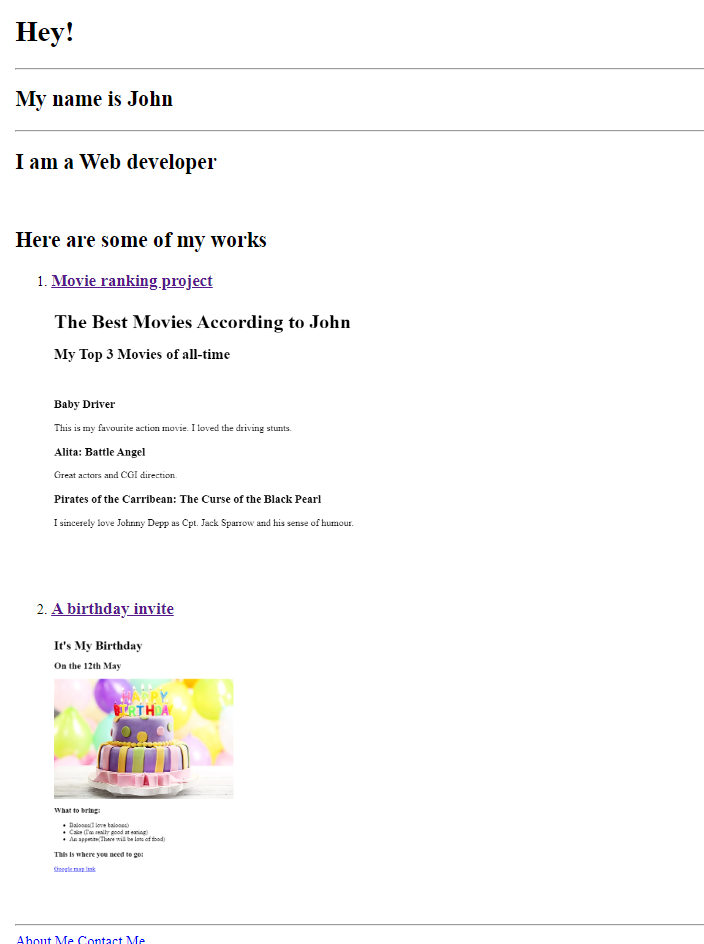 Hey!
My name is John
I am a Web developer
Here are some of my works
1. Movie ranking project
The Best Movies According to John
My Top 3 Movies of all-time
Baby Driver
This is my favourite action movie. I loved the driving stunts.
Alita: Battle Angel
Great actors and CGI direction.
Pirates of the Carribean: The Curse of the Black Pearl
I sincerely love Johnny Depp as Cpt. Jack Sparrow and his sense of humour.
2. A birthday invite
It's My Birthday
On the 12th May
HAPPY
BIRTHDAY
What to bring:
• Baloons(I love baloons)
• Cake (I'm really good at eating)
• An appetite(There will be lots of food)
This is where you need to go:
Google map link
About Me Contact Me